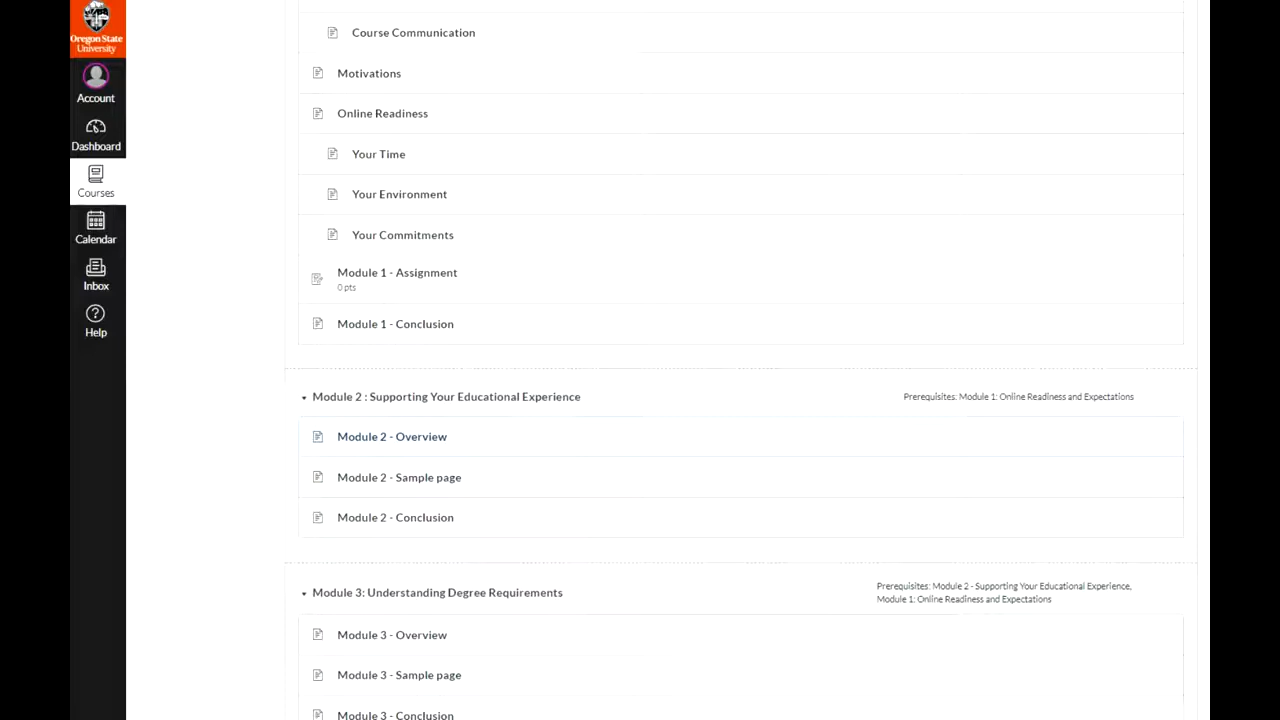 Oregon State
University
Account
Dashboard
Courses
Calendar
Inbox
Help
Course Communication
Motivations
Online Readiness
Your Time
Your Environment
Your Commitments
Module 1 - Assignment
0 pts
Module 1 - Conclusion
Module 2 : Supporting Your Educational Experience
Prerequisites: Module 1: Online Readiness and Expectations
Module 2 - Overview
Module 2 - Sample page
Module 2 - Conclusion
Module 3: Understanding Degree Requirements
Prerequisites: Module 2 - Supporting Your Educational Experience,
Module 1: Online Readiness and Expectations
Module 3 - Overview
Module 3 - Sample page
Module 3 - Conclusion